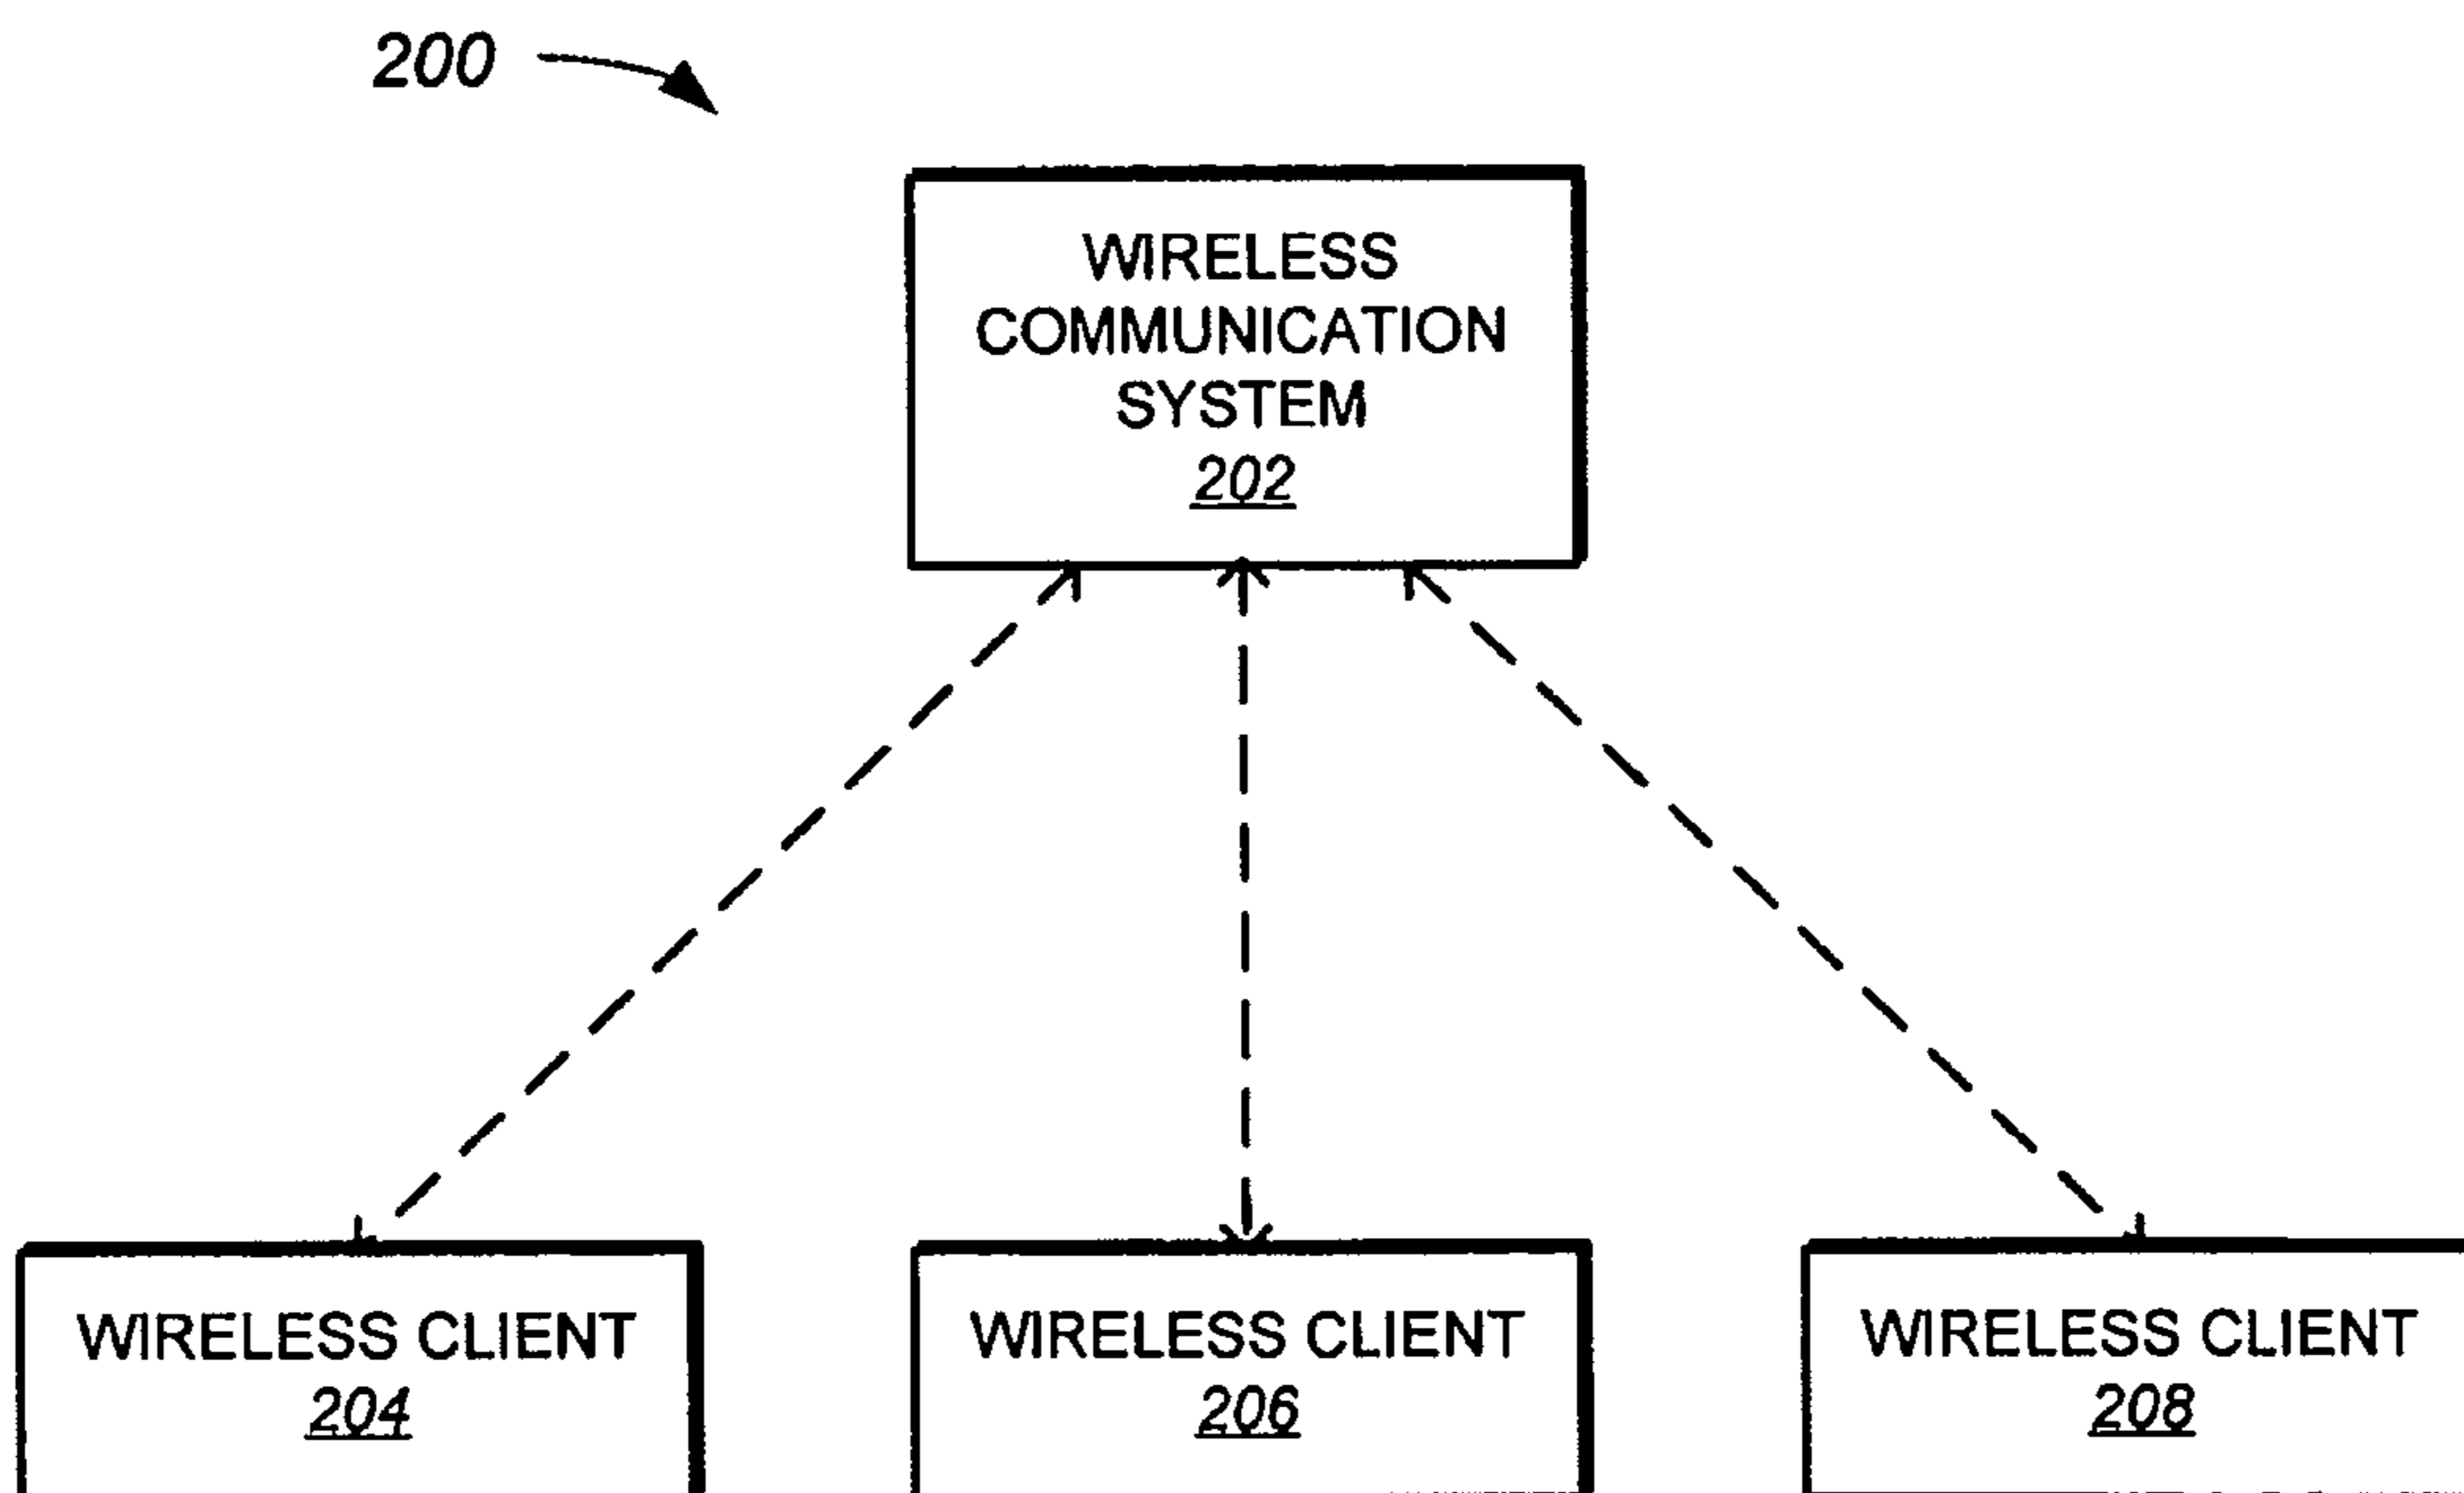 200
WIRELESS
COMMUNICATION
SYSTEM
202
WIRELESS CLIENT
204
WIRELESS CLIENT
206
WIRELESS CLIENT
208